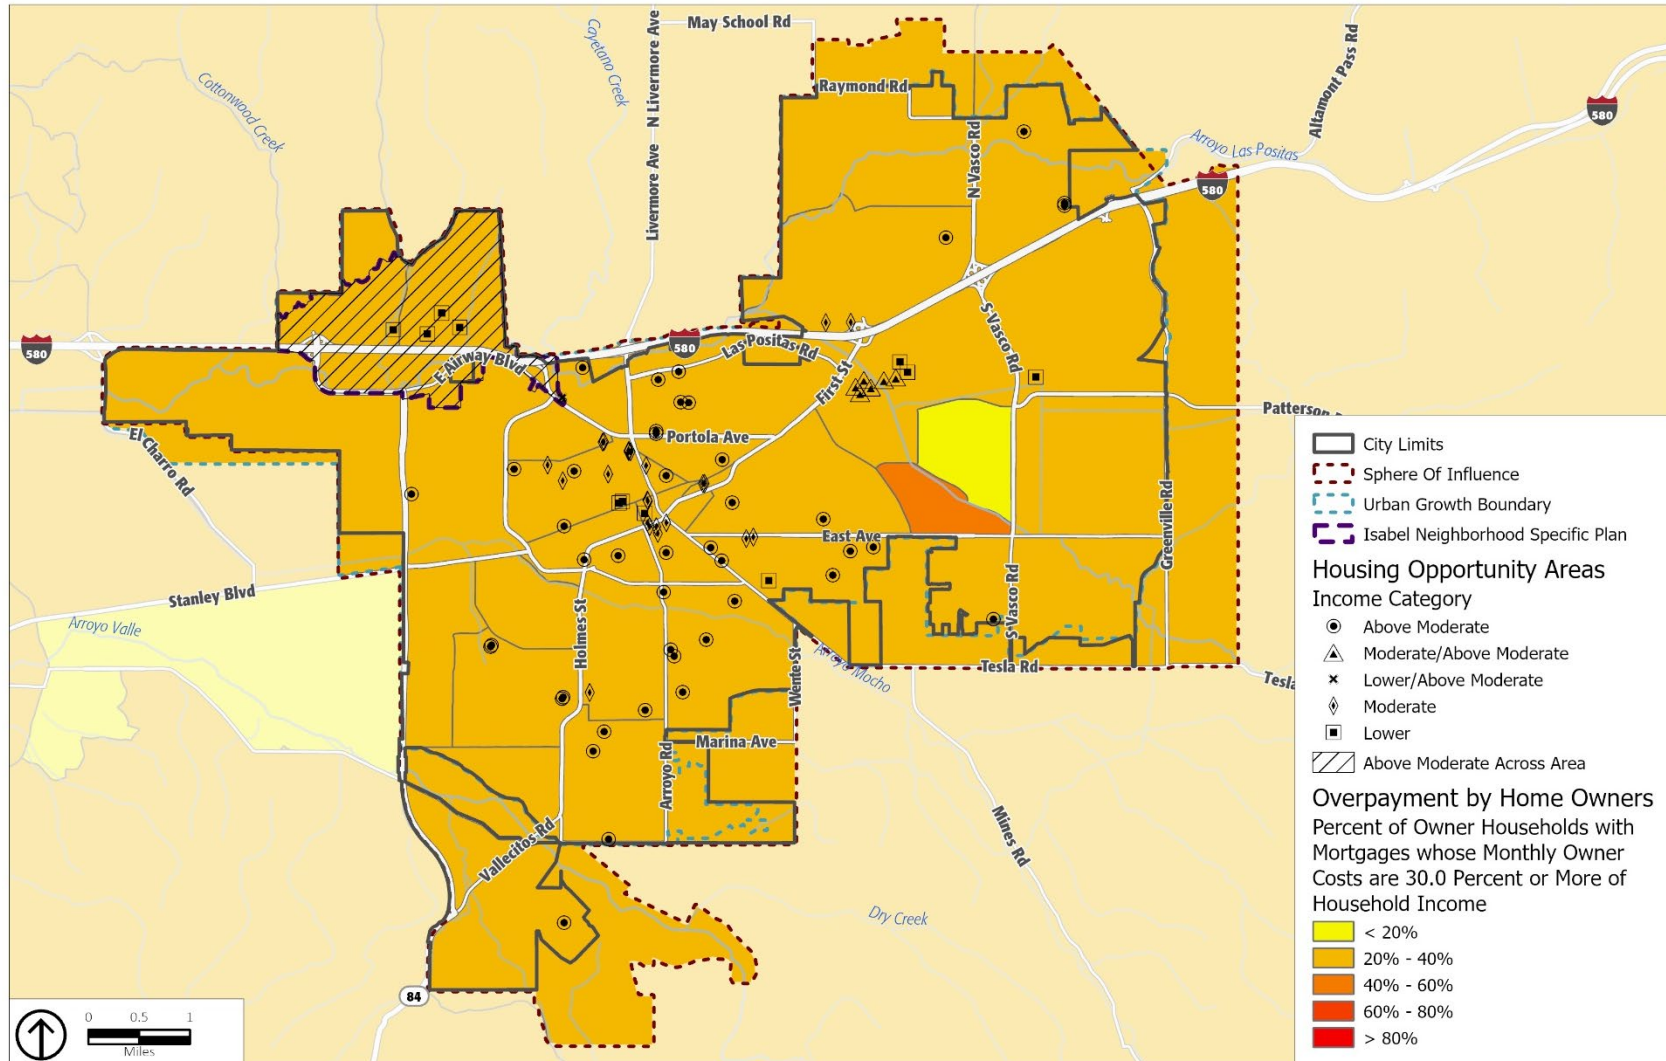 May School Rd
Altamont Pass Rd
Cayetano Creek
N Livermore Ave
Cottonwood Creek
Raymond Rd
580
N Vasco Rd
Arroyo Las Positas
580
Livermore Ave
580
580
E Airway Blvd
Las Positas Rd
First St
S Vasco Rd
Patterson
El Charro Rd
Portola Ave
Greenville Rd
East Ave
Stanley Blvd
Arroyo Valle
Holmes St
S Vasco Rd
Wente St
Arroyo Mocho
Tesla Rd
Tesla
Marina Ave
Arroyo Rd
Mines Rd
Vallecitos Rd
Dry Creek
84
0 0.5 1
Miles
City Limits
Sphere Of Influence
Urban Growth Boundary
Isabel Neighborhood Specific Plan
Housing Opportunity Areas
Income Category
Above Moderate
Moderate/Above Moderate
Lower/Above Moderate
Moderate
Lower
Above Moderate Across Area
Overpayment by Home Owners
Percent of Owner Households with
Mortgages whose Monthly Owner
Costs are 30.0 Percent or More of
Household Income
< 20%
20% - 40%
40% - 60%
60% - 80%
> 80%